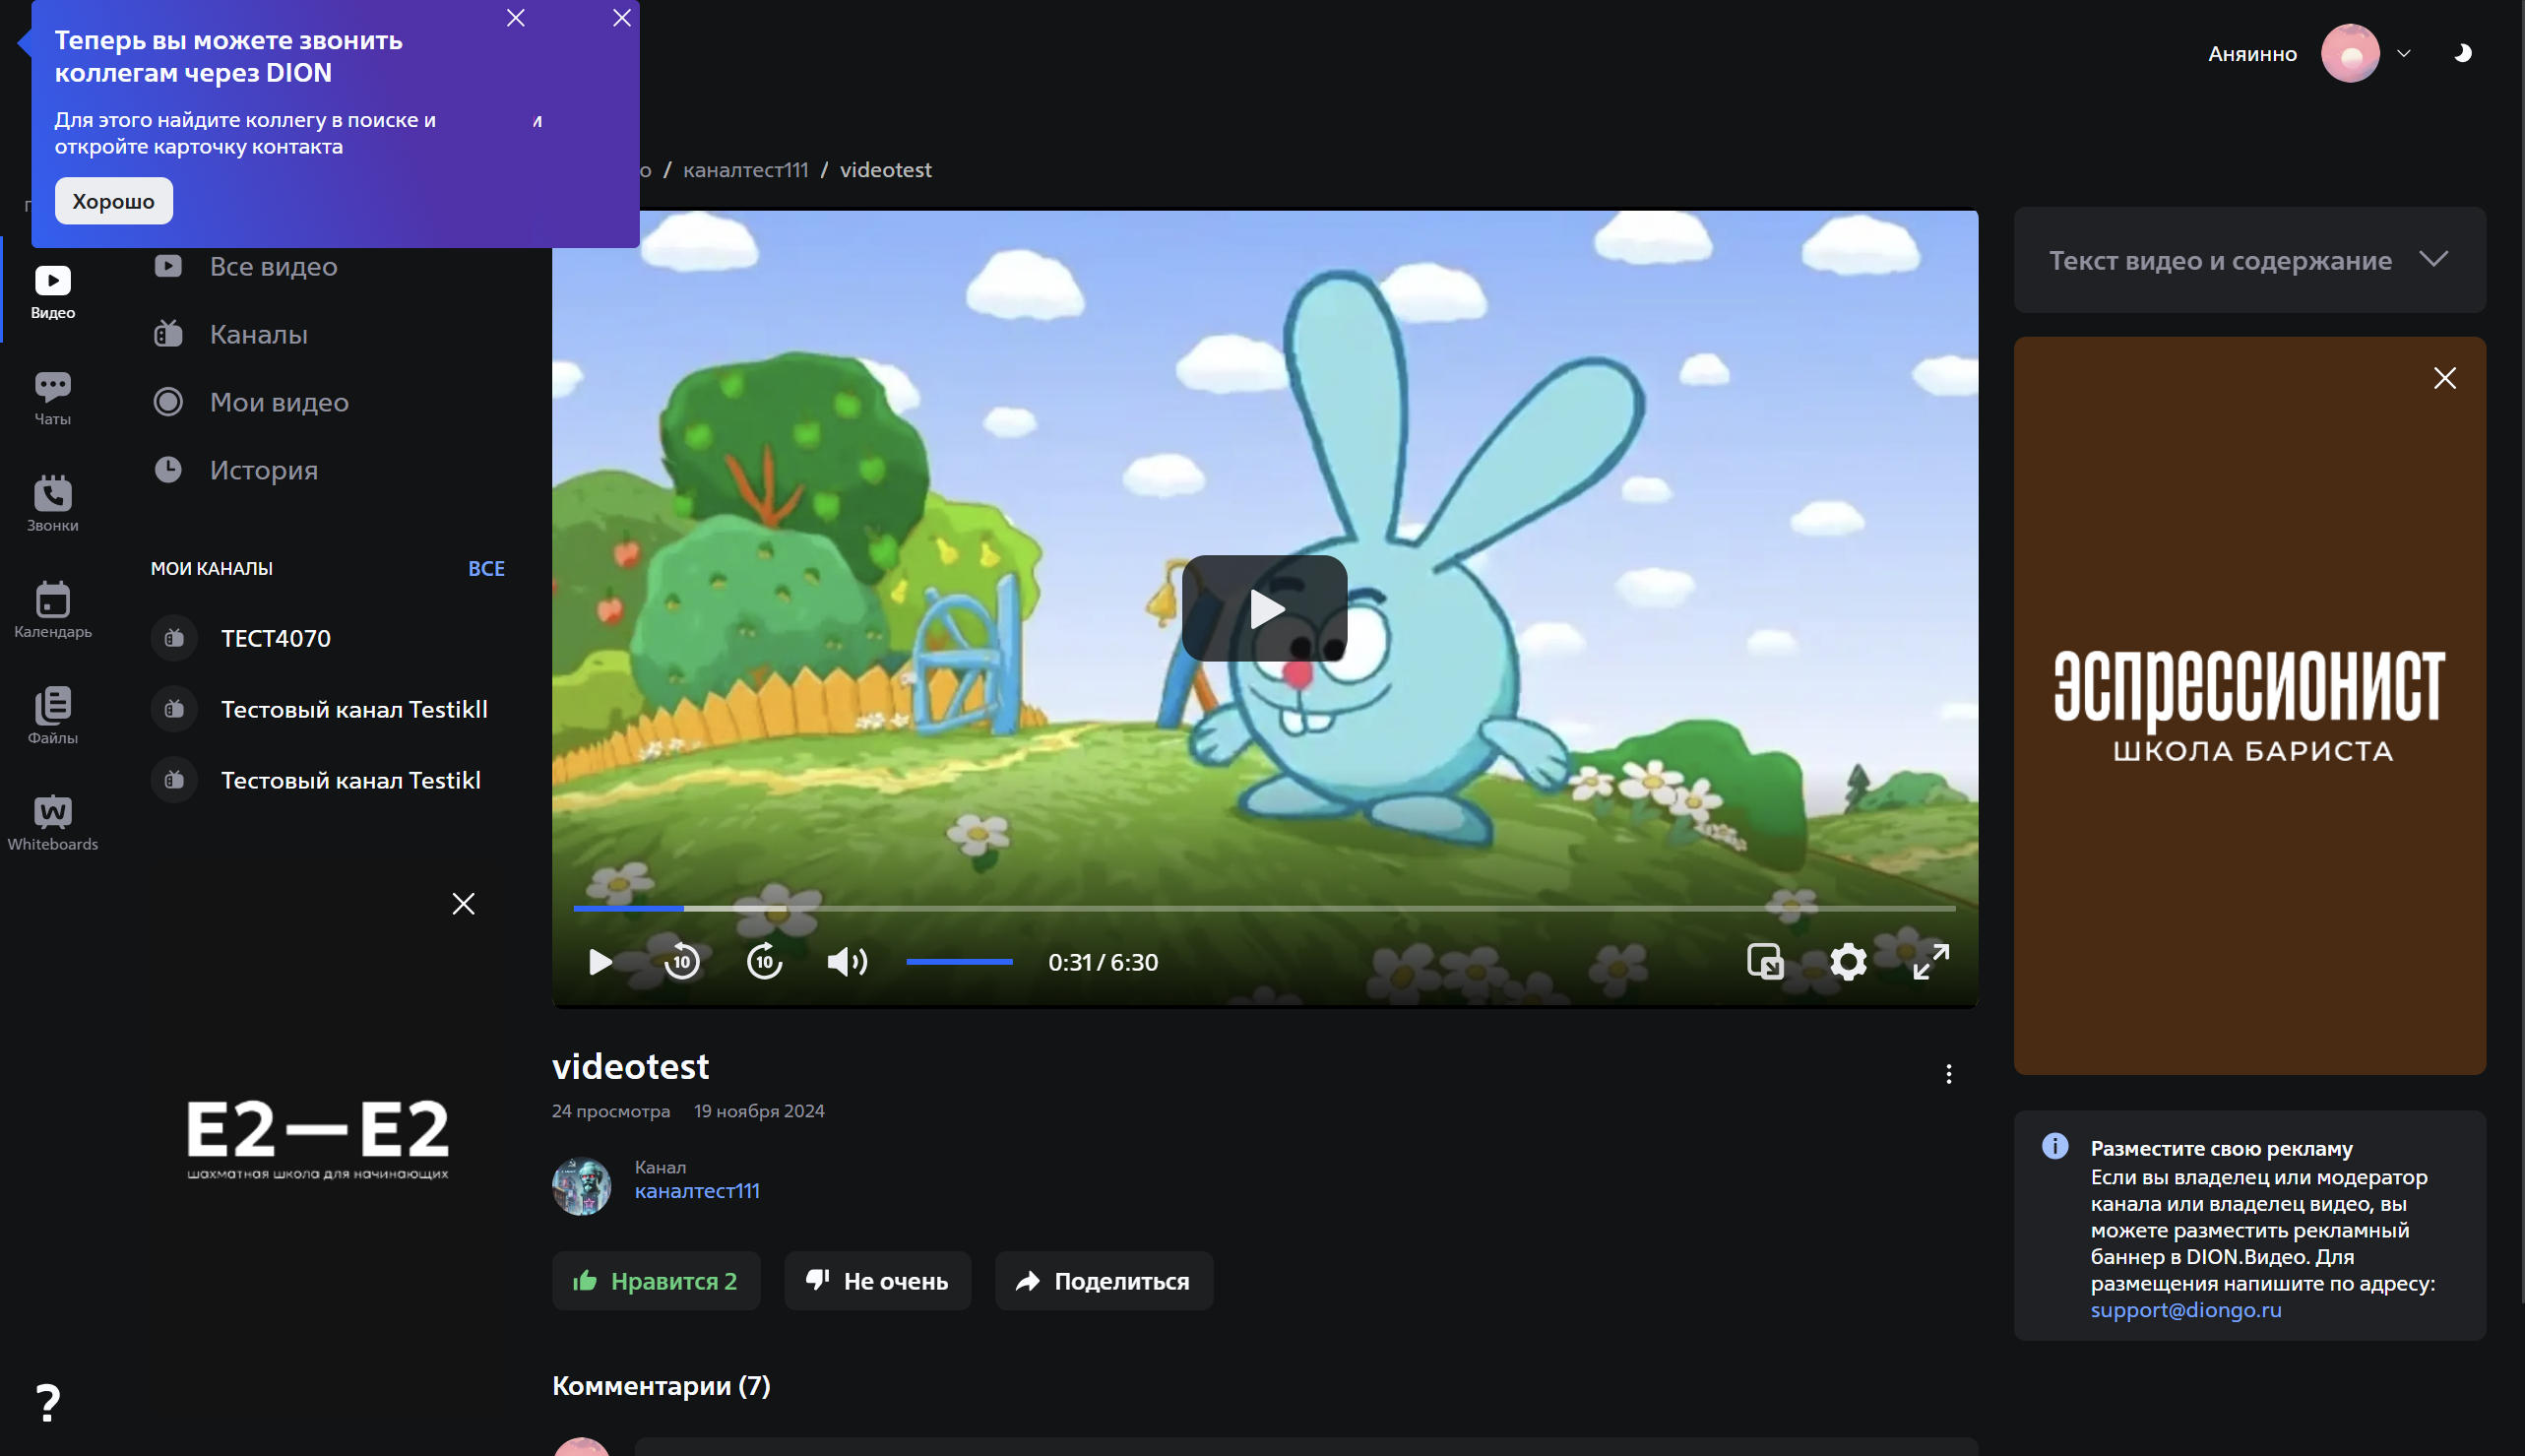 Теперь вы можете звонить
коллегам через DION
Для этого найдите коллегу в поиске и
и
откройте карточку контакта
Хорошо
Аняинно
о / каналтест111 / videotest
Видео
Чаты
Звонки
Календарь
Файлы
Whiteboards
Все видео
Каналы
Мои видео
История
МОИ КАНАЛЫ ВСЕ
ТЕСТ4070
Тестовый канал Testikll
Тестовый канал Testikl
E2—E2
шахматная школа для начинающих
10 10 0:31 / 6:30
videotest
24 просмотра 19 ноября 2024
Канал
каналтест111
Нравится 2 Не очень Поделиться
Комментарии (7)
Текст видео и содержание
эспрессионист
ШКОЛА БАРИСТА
Разместите свою рекламу
Если вы владелец или модератор
канала или владелец видео, вы
можете разместить рекламный
баннер в DION.Видео. Для
размещения напишите по адресу:
support@diongo.ru
?